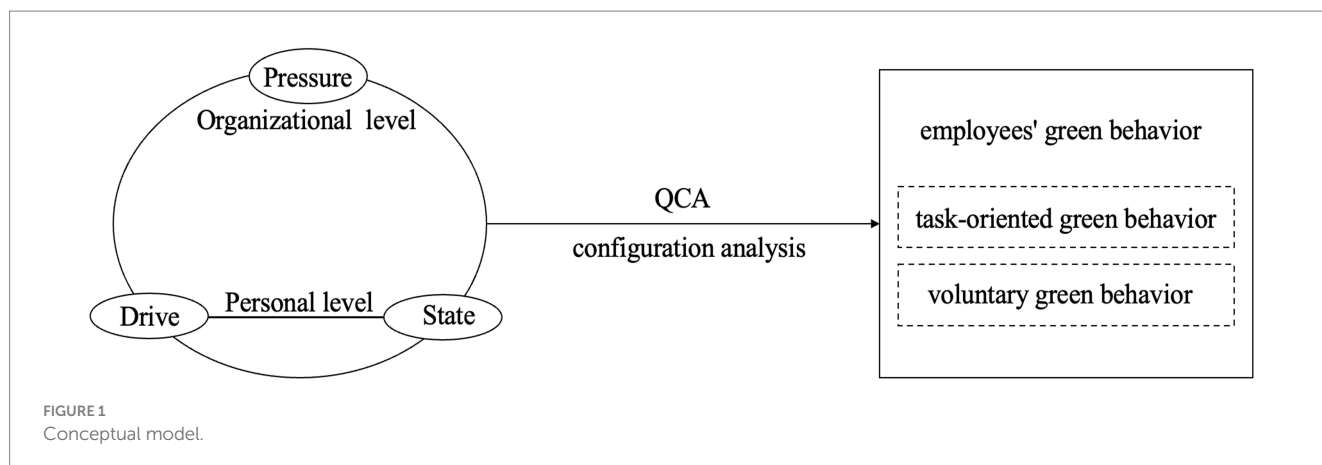 Pressure
Organizational level
Drive
Personal level
State
QCA
configuration analysis
employees' green behavior
task-oriented green behavior
voluntary green behavior
FIGURE 1
Conceptual model.